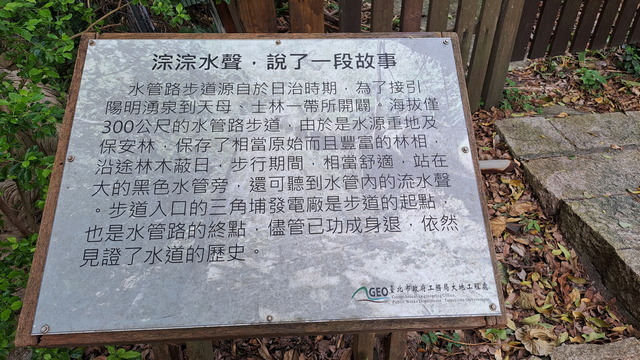 淙淙水聲，說了一段故事
水管路步道源自於日治時期，為了接引
陽明湧泉到天母、士林一帶所開闢。海拔僅
300公尺的水管路步道，由於是水源重地及
保安林，保存了相當原始而且豐富的林相，
沿途林木蔽日，步行期間，相當舒適，站在
大的黑色水管旁，還可聽到水管內的流水聲
。步道入口的三角埔發電廠是步道的起點，
也是水管路的終點，儘管已功成身退，依然
見證了水道的歷史。
GEO 臺北市政府工務局大地工程處